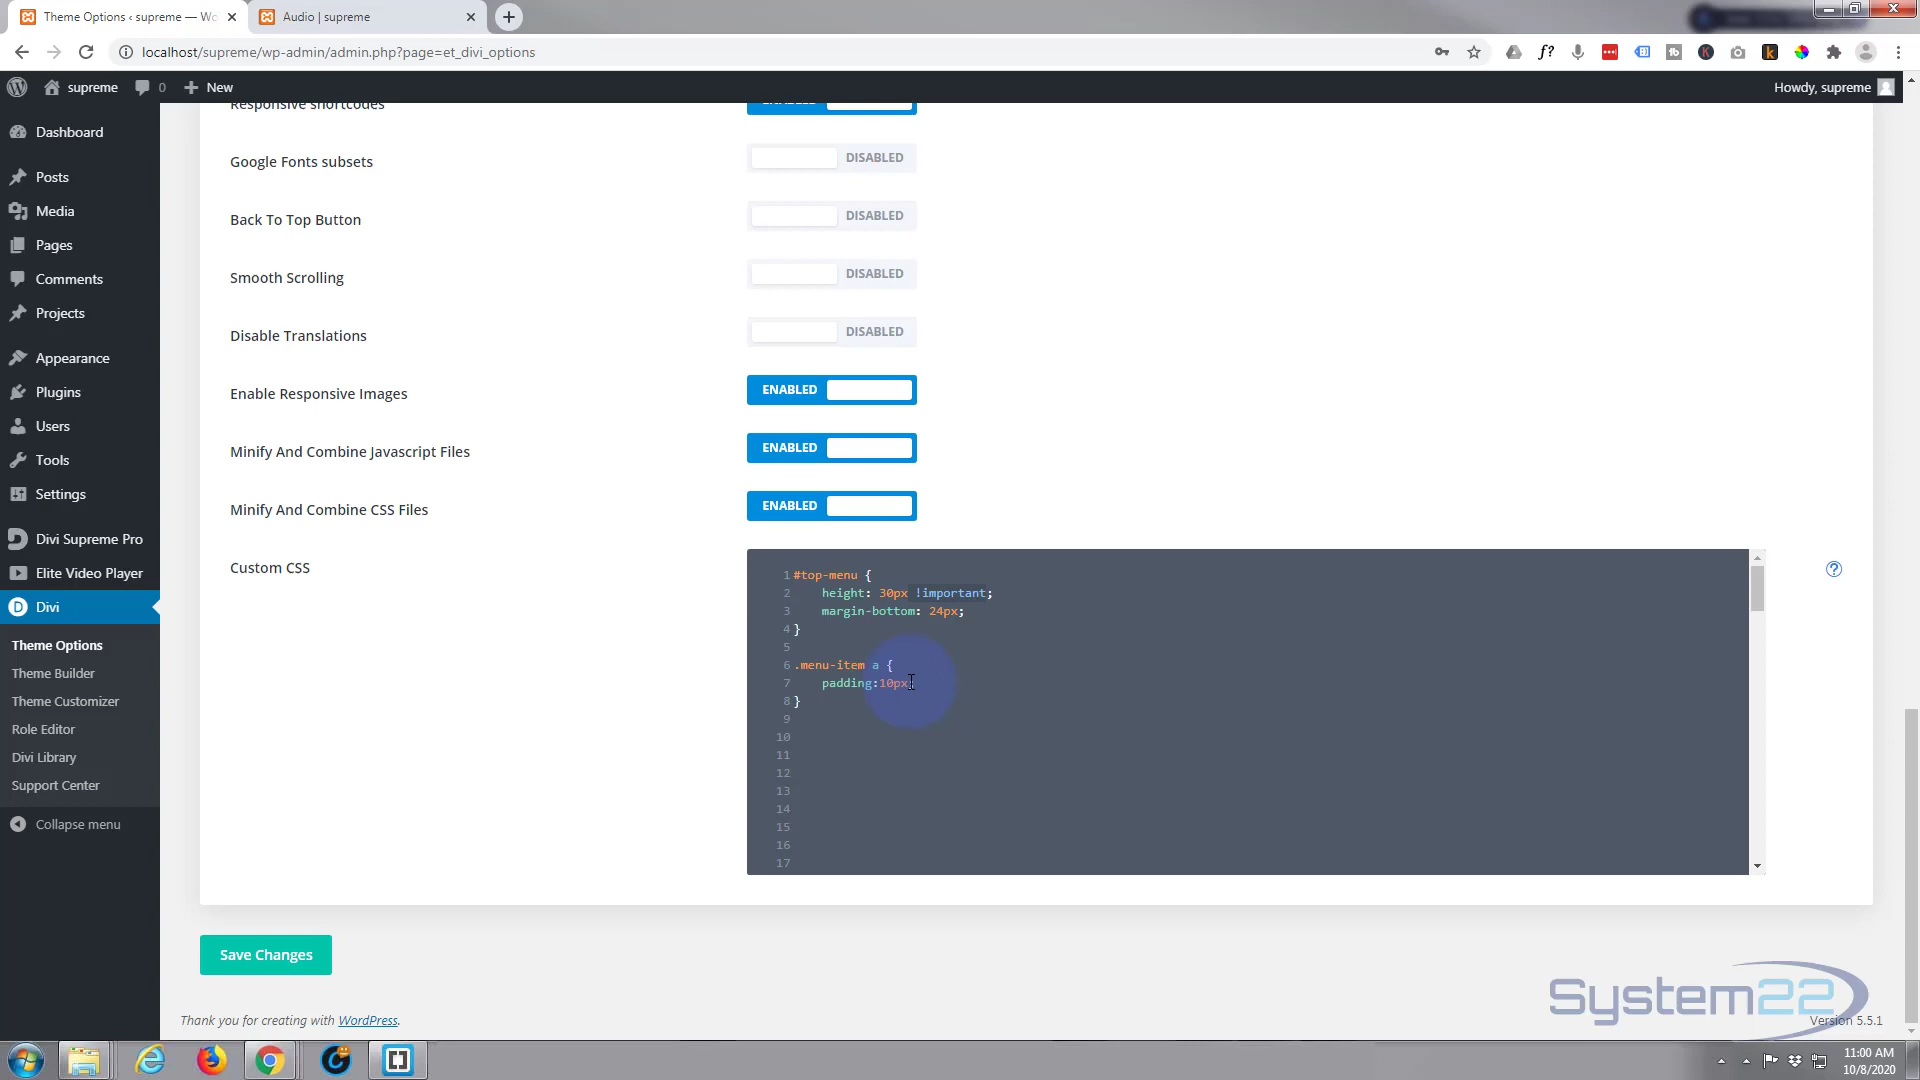 Theme Options ‹ supreme — Wo
Audio | supreme
localhost/supreme/wp-admin/admin.php?page=et_divi_options
supreme
0
New
Howdy, supreme
Dashboard
Posts
Media
Pages
Comments
Projects
Appearance
Plugins
Users
Tools
Settings
Divi Supreme Pro
Elite Video Player
Divi
Theme Options
Theme Builder
Theme Customizer
Role Editor
Divi Library
Support Center
Collapse menu
Responsive shortcodes
ENABLED
Google Fonts subsets
DISABLED
Back To Top Button
DISABLED
Smooth Scrolling
DISABLED
Disable Translations
DISABLED
Enable Responsive Images
ENABLED
Minify And Combine Javascript Files
ENABLED
Minify And Combine CSS Files
ENABLED
Custom CSS
1 #top-menu {
2 height: 30px !important;
3 margin-bottom: 24px;
4 }
5
6 .menu-item a {
7 padding:10px;
8 }
9
10
11
12
13
14
15
16
17
Save Changes
Thank you for creating with WordPress.
System22
Version 5.5.1
11:00 AM
10/8/2020